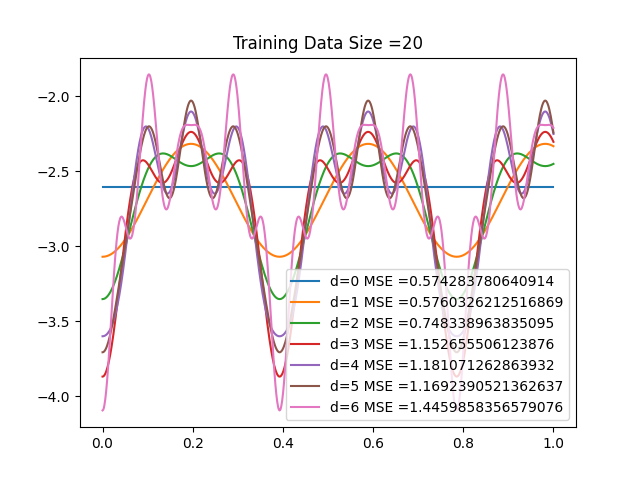 Training Data Size =20
−2.0
−2.5
−3.0
−3.5
−4.0
d=0 MSE =0.574283780640914
d=1 MSE =0.57603262125168​69
d=2 MSE =0.748338963835095
d=3 MSE =1.152655506123876
d=4 MSE =1.181071262863932
d=5 MSE =1.1692390521362637
d=6 MSE =1.4459858356579076
0.0 0.2 0.4 0.6 0.8 1.0